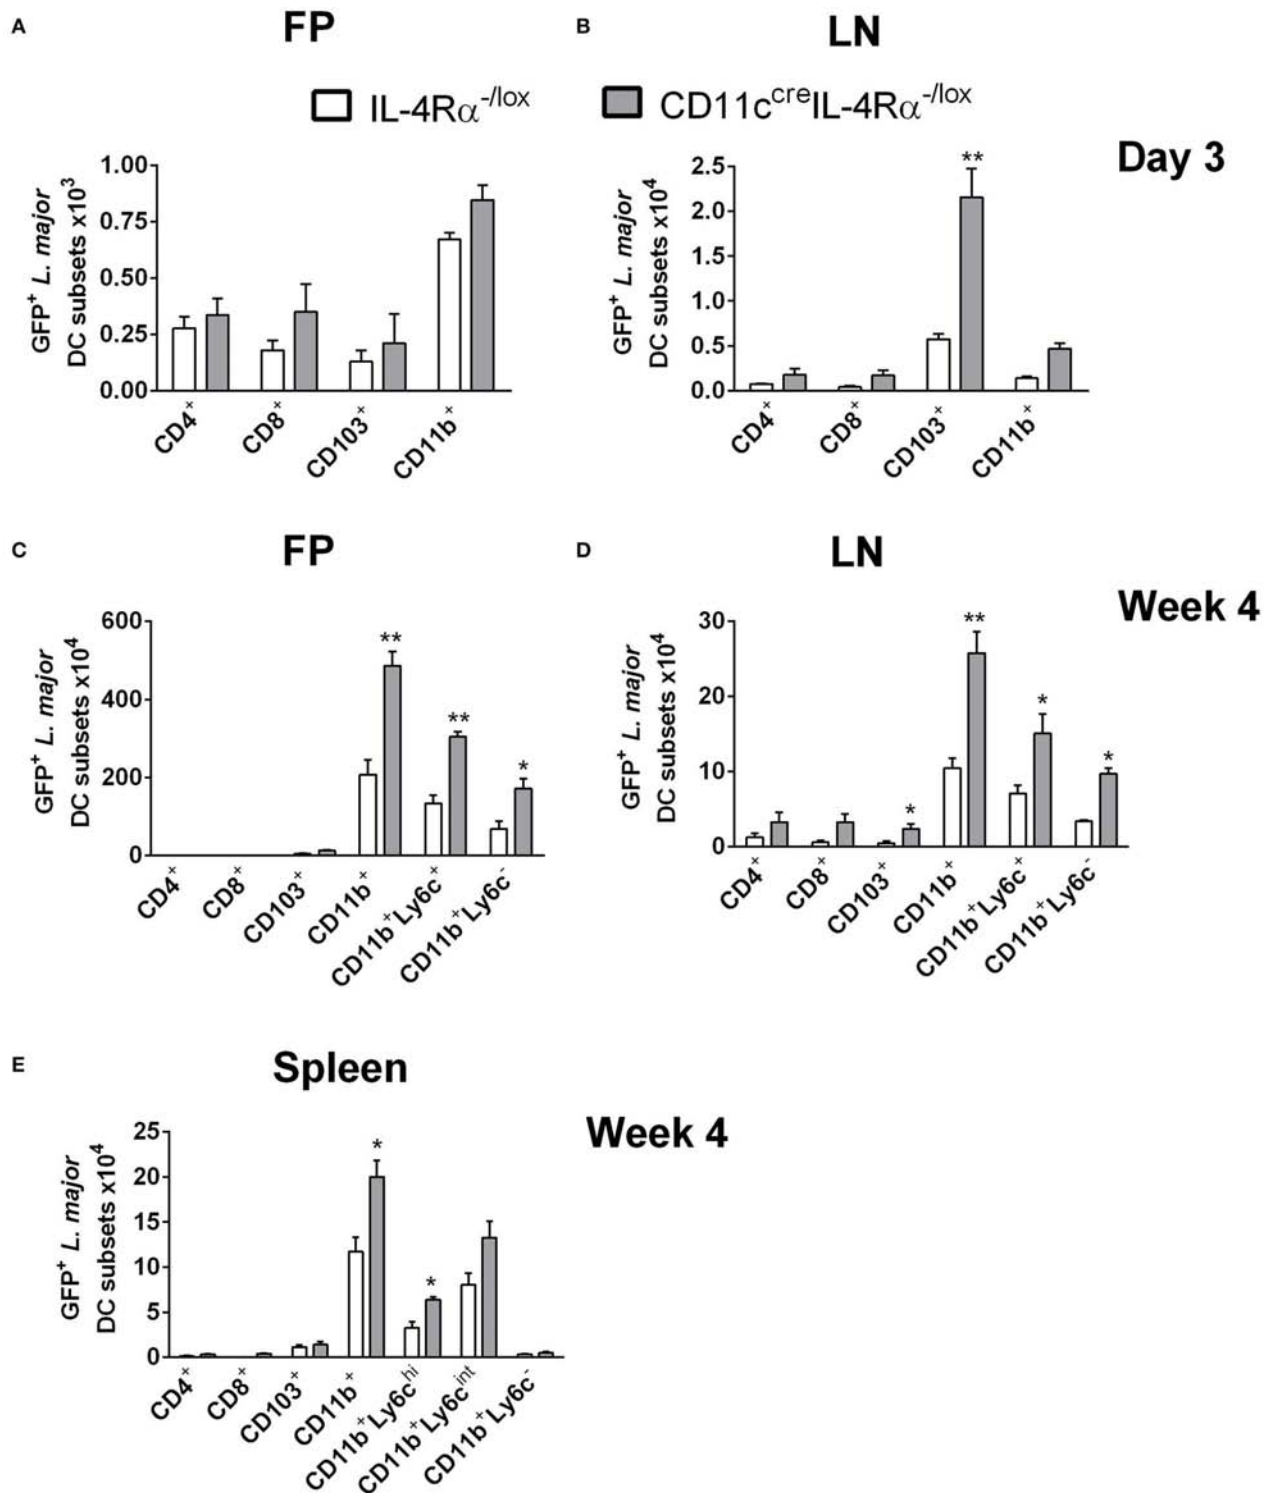 A FP
B LN
IL-4Rα⁻/ˡᵒˣ
CD11cᶜʳᵉIL-4Rα⁻/ˡᵒˣ
Day 3
GFP⁺ L. major
DC subsets x10³
1.00
0.75
0.50
0.25
0.00
CD4⁺
CD8⁺
CD103⁺
CD11b⁺
GFP⁺ L. major
DC subsets x10⁴
2.5
2.0
1.5
1.0
0.5
0.0
**
CD4⁺
CD8⁺
CD103⁺
CD11b⁺
C FP
D LN
Week 4
GFP⁺ L. major
DC subsets x10⁴
600
400
200
0
**
**
*
CD4⁺
CD8⁺
CD103⁺
CD11b⁺
CD11b⁺Ly6c⁺
CD11b⁺Ly6c⁻
GFP⁺ L. major
DC subsets x10⁴
30
20
10
0
*
**
*
*
CD4⁺
CD8⁺
CD103⁺
CD11b⁺
CD11b⁺Ly6c⁺
CD11b⁺Ly6c⁻
E Spleen
Week 4
GFP⁺ L. major
DC subsets x10⁴
25
20
15
10
5
0
*
*
CD4⁺
CD8⁺
CD103⁺
CD11b⁺
CD11b⁺Ly6cʰⁱ
CD11b⁺Ly6cⁱⁿᵗ
CD11b⁺Ly6c⁻